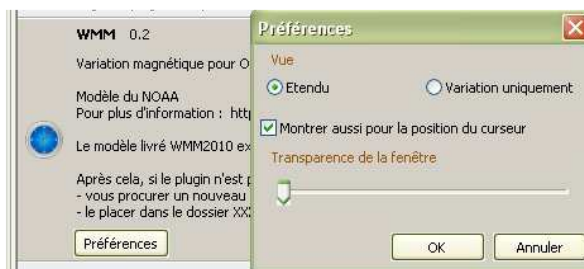 WMM 0.2
Variation magnétique pour O
Modèle du NOAA
Pour plus d'information : http
Le modèle livré WMM2010 ex
Après cela, si le plugin n'est p
- vous procurer un nouveau
- le placer dans le dossier XX
Préférences
Préférences
Vue
Etendu
Variation uniquement
Montrer aussi pour la position du curseur
Transparence de la fenêtre
OK
Annuler